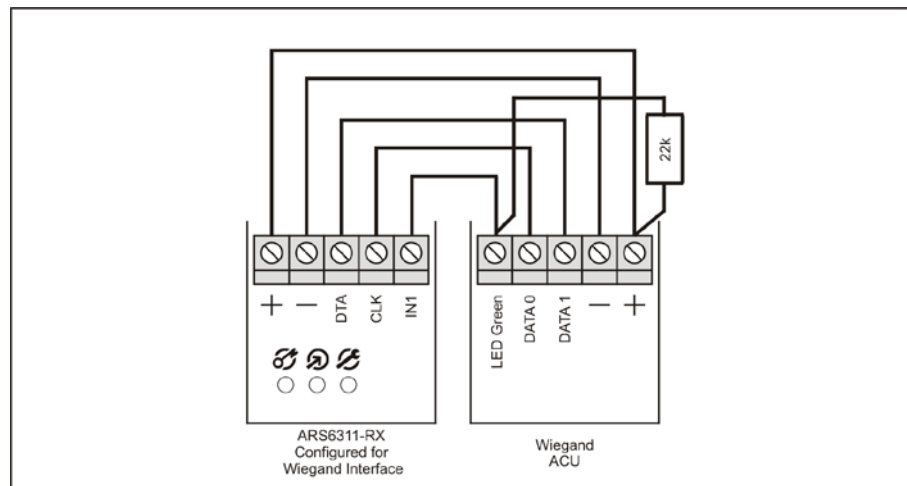 22k
+
—
DTA
CLK
IN1
LED Green
DATA 0
DATA 1
—
+
ARS6311-RX
Configured for
Wiegand Interface
Wiegand
ACU